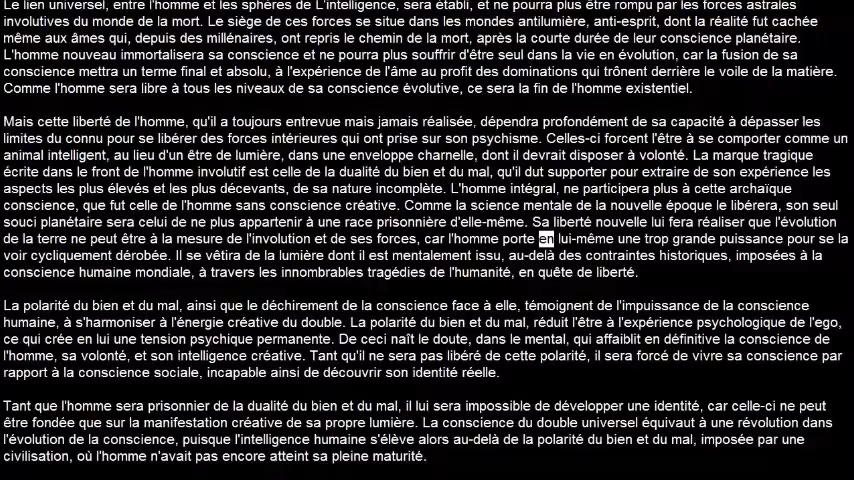 Le lien universel, entre l'homme et les sphères de L'intelligence, sera établi, et ne pourra plus être rompu par les forces astrales
involutives du monde de la mort. Le siège de ces forces se situe dans les mondes antilumière, anti-esprit, dont la réalité fut cachée
même aux âmes qui, depuis des millénaires, ont repris le chemin de la mort, après la courte durée de leur conscience planétaire.
L'homme nouveau immortalisera sa conscience et ne pourra plus souffrir d'être seul dans la vie en évolution, car la fusion de sa
conscience mettra un terme final et absolu, à l'expérience de l'âme au profit des dominations qui trônent derrière le voile de la matière.
Comme l'homme sera libre à tous les niveaux de sa conscience évolutive, ce sera la fin de l'homme existentiel.

Mais cette liberté de l'homme, qu'il a toujours entrevue mais jamais réalisée, dépendra profondément de sa capacité à dépasser les
limites du connu pour se libérer des forces intérieures qui ont prise sur son psychisme. Celles-ci forcent l'être à se comporter comme un
animal intelligent, au lieu d'un être de lumière, dans une enveloppe charnelle, dont il devrait disposer à volonté. La marque tragique
écrite dans le front de l'homme involutif est celle de la dualité du bien et du mal, qu'il dut supporter pour extraire de son expérience les
aspects les plus élevés et les plus décevants, de sa nature incomplète. L'homme intégral, ne participera plus à cette archaïque
conscience, que fut celle de l'homme sans conscience créative. Comme la science mentale de la nouvelle époque le libérera, son seul
souci planétaire sera celui de ne plus appartenir à une race prisonnière d'elle-même. Sa liberté nouvelle lui fera réaliser que l'évolution
de la terre ne peut être à la mesure de l'involution et de ses forces, car l'homme porte en lui-même une trop grande puissance pour se la
voir cycliquement dérobée. Il se vêtira de la lumière dont il est mentalement issu, au-delà des contraintes historiques, imposées à la
conscience humaine mondiale, à travers les innombrables tragédies de l'humanité, en quête de liberté.

La polarité du bien et du mal, ainsi que le déchirement de la conscience face à elle, témoignent de l'impuissance de la conscience
humaine, à s'harmoniser à l'énergie créative du double. La polarité du bien et du mal, réduit l'être à l'expérience psychologique de l'ego,
ce qui crée en lui une tension psychique permanente. De ceci naît le doute, dans le mental, qui affaiblit en définitive la conscience de
l'homme, sa volonté, et son intelligence créative. Tant qu'il ne sera pas libéré de cette polarité, il sera forcé de vivre sa conscience par
rapport à la conscience sociale, incapable ainsi de découvrir son identité réelle.

Tant que l'homme sera prisonnier de la dualité du bien et du mal, il lui sera impossible de développer une identité, car celle-ci ne peut
être fondée que sur la manifestation créative de sa propre lumière. La conscience du double universel équivaut à une révolution dans
l'évolution de la conscience, puisque l'intelligence humaine s'élève alors au-delà de la polarité du bien et du mal, imposée par une
civilisation, où l'homme n'avait pas encore atteint sa pleine maturité.